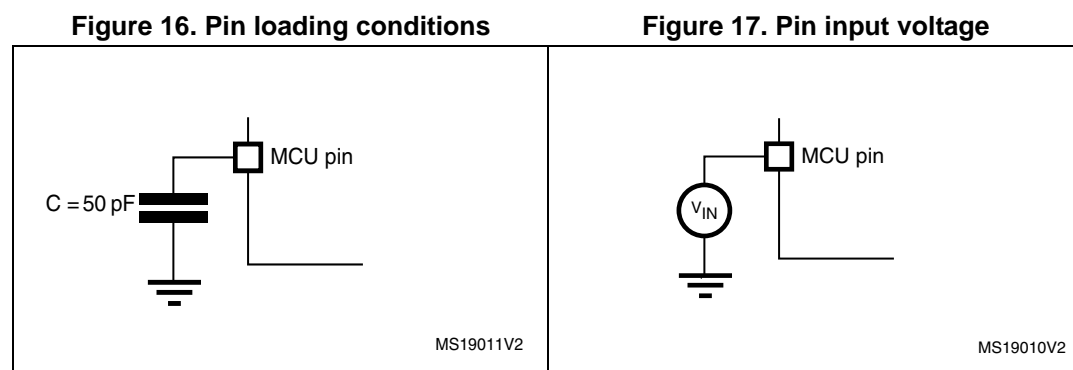 Figure 16. Pin loading conditions
Figure 17. Pin input voltage
MCU pin
C = 50 pF
MS19011V2
MCU pin
VIN
MS19010V2